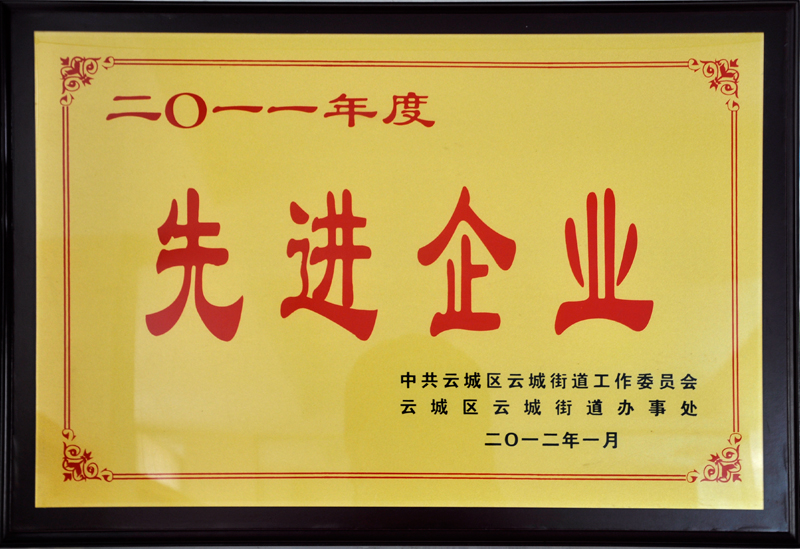 二〇一一年度
先进企业
中共云城区云城街道工作委员会
云城区云城街道办事处
二〇一二年一月